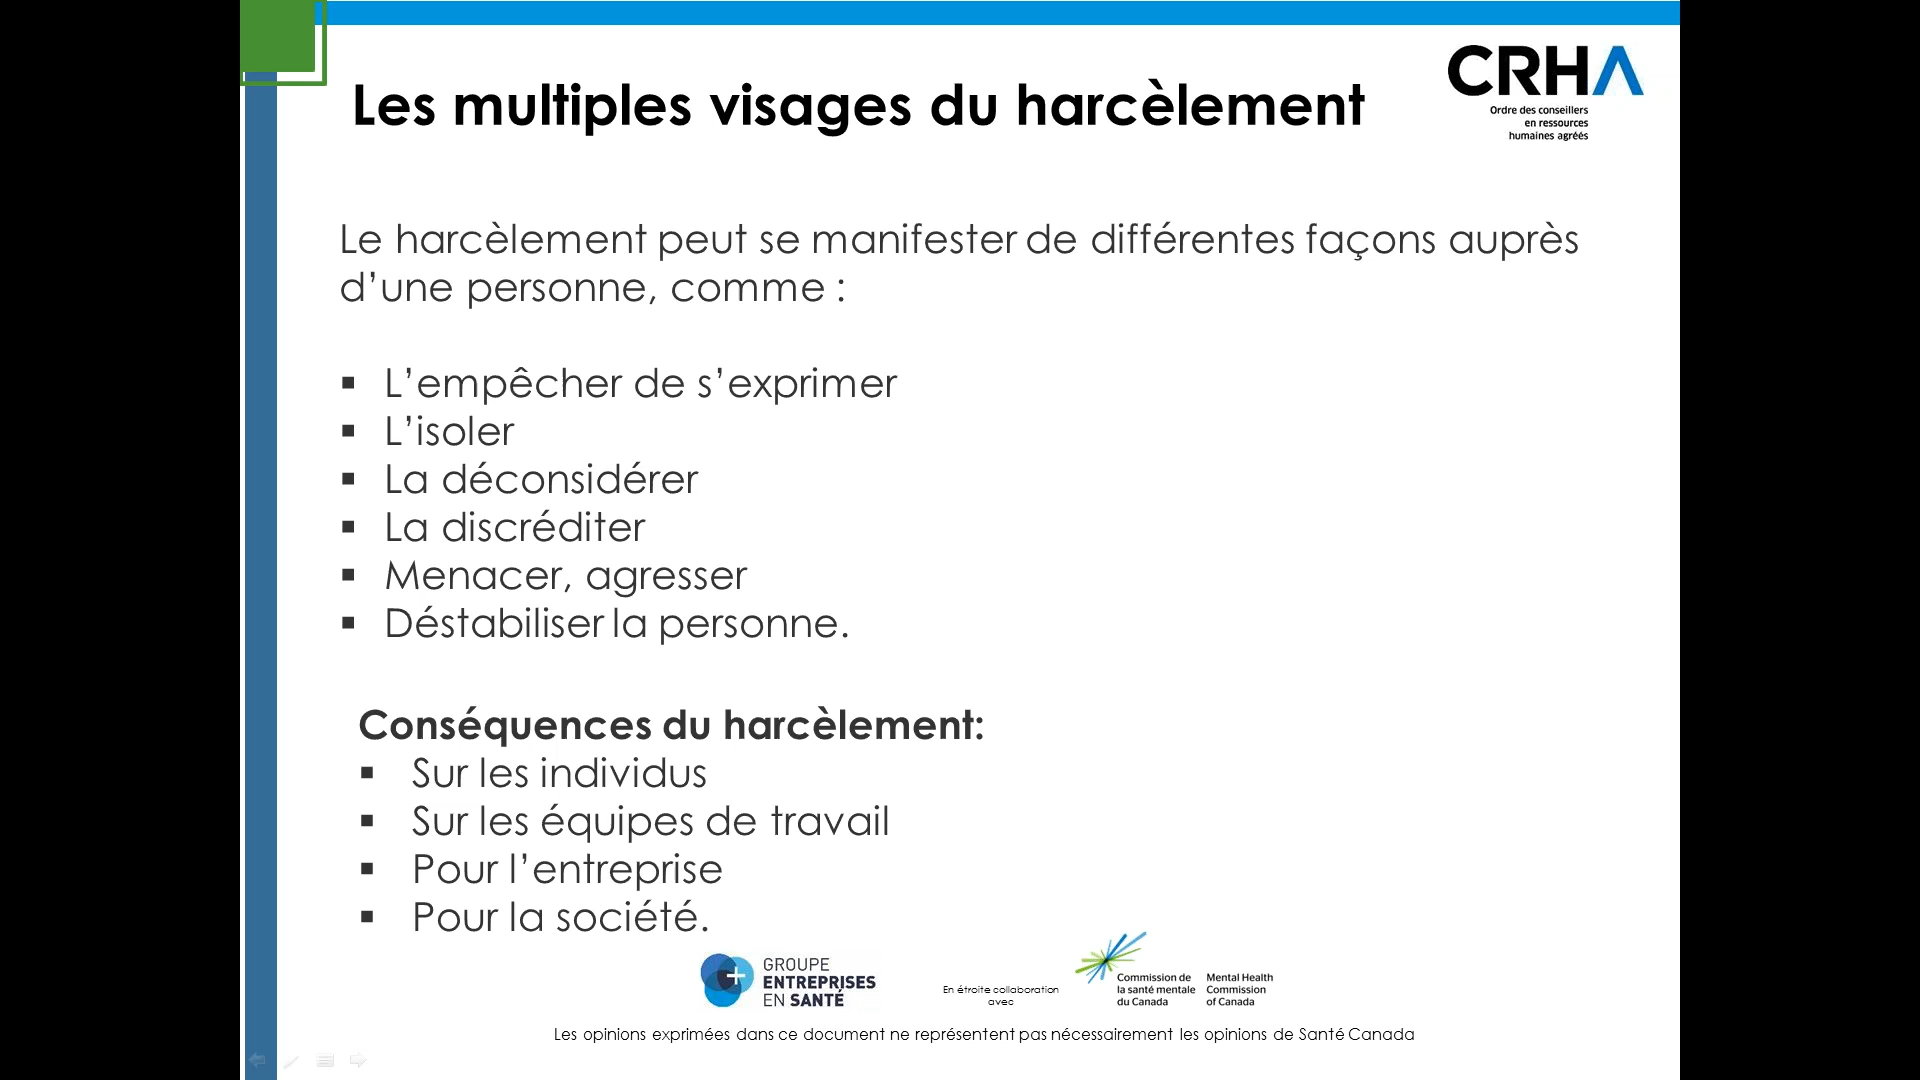 Les multiples visages du harcèlement
CRHA
Ordre des conseillers
en ressources
humaines agréés
Le harcèlement peut se manifester de différentes façons auprès
d’une personne, comme :
▪ L’empêcher de s’exprimer
▪ L’isoler
▪ La déconsidérer
▪ La discréditer
▪ Menacer, agresser
▪ Déstabiliser la personne.
Conséquences du harcèlement:
▪ Sur les individus
▪ Sur les équipes de travail
▪ Pour l’entreprise
▪ Pour la société.
GROUPE
ENTREPRISES
EN SANTÉ
En étroite collaboration
avec
Commission de
la santé mentale
du Canada
Mental Health
Commission
of Canada
Les opinions exprimées dans ce document ne représentent pas nécessairement les opinions de Santé Canada